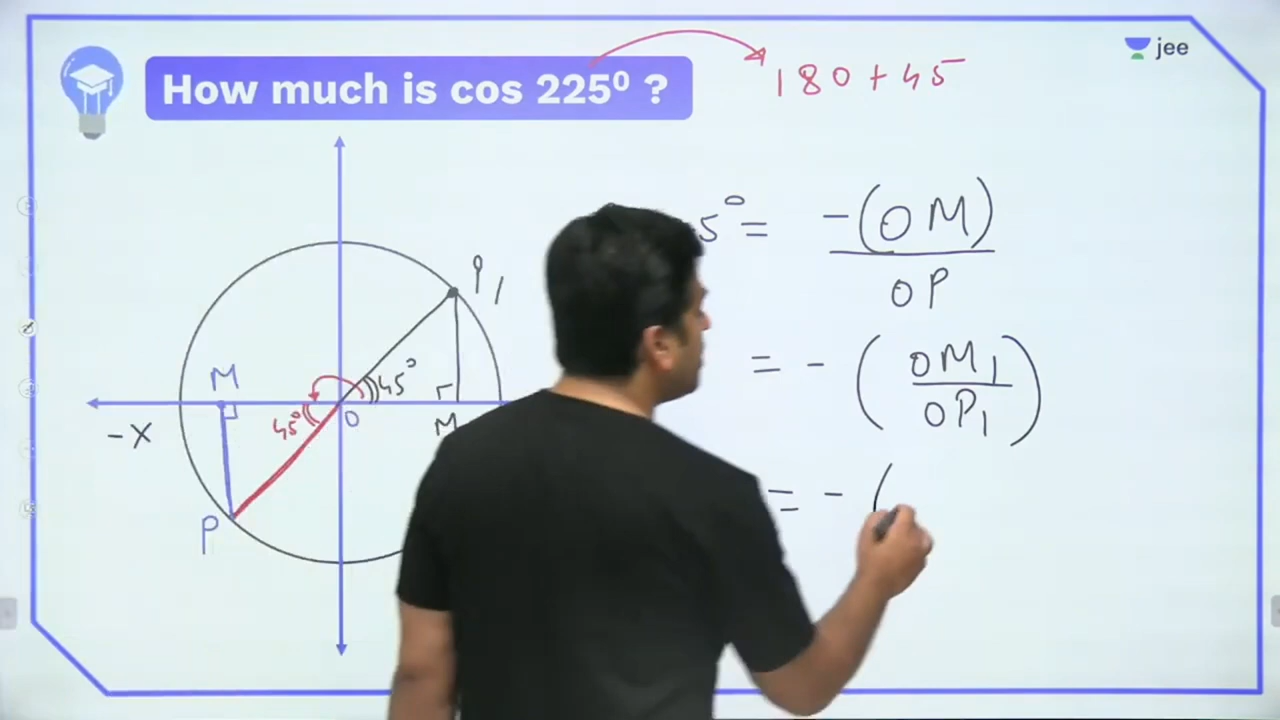 jee
How much is cos 225⁰ ?
180 + 45
5° = -(OM)
OP
P1
= - ( OM1
OP1 )
45°
M
O
45°
M
-X
= - (
P